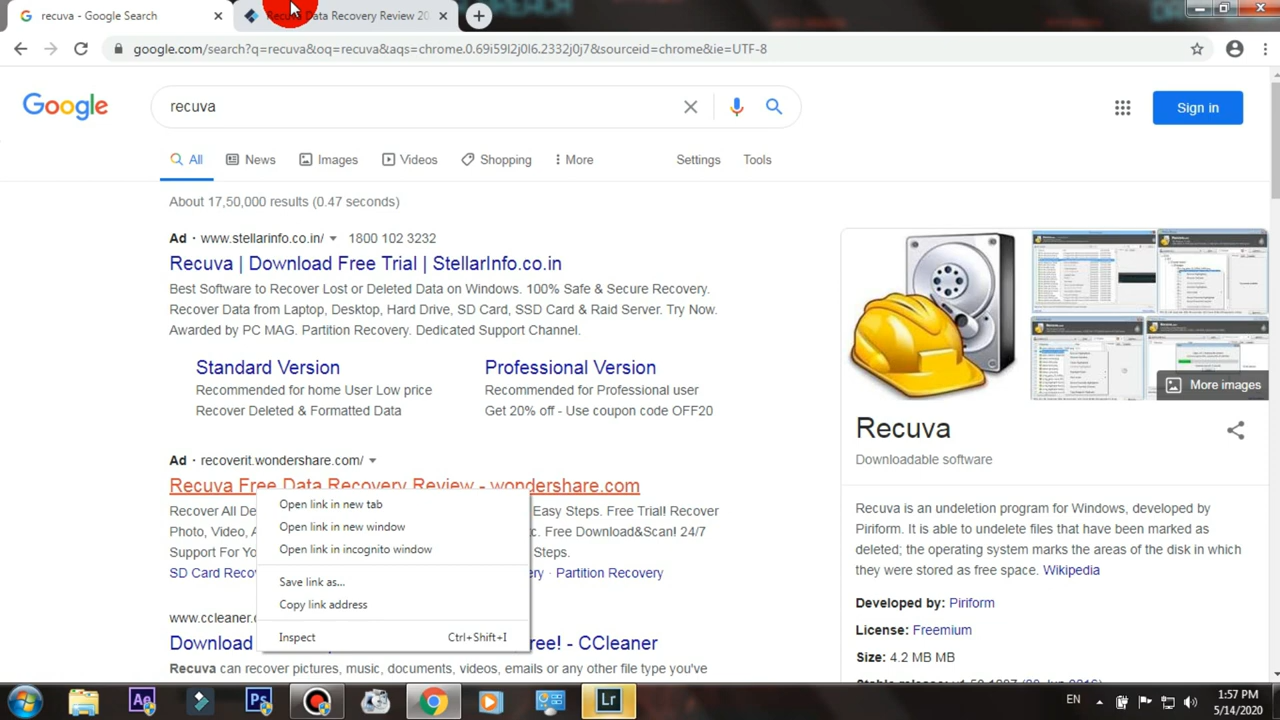 recuva - Google Search
Recuva Data Recovery Review 20
google.com/search?q=recuva&oq=recuva&aqs=chrome.0.69i59l2j0l6.2332j0j7&sourceid=chrome&ie=UTF-8
Google
recuva
Sign in
All
News
Images
Videos
Shopping
More
Settings
Tools
About 17,50,000 results (0.47 seconds)
Ad · www.stellarinfo.co.in/ 1800 102 3232
Recuva | Download Free Trial | StellarInfo.co.in
Best Software to Recover Lost or Deleted Data on Windows. 100% Safe & Secure Recovery.
Recover Data from Laptop, Desktop, Hard Drive, SD Card, SSD Card & Raid Server. Try Now.
Awarded by PC MAG. Partition Recovery. Dedicated Support Channel.
Standard Version
Recommended for home user, low price
Recover Deleted & Formatted Data
Professional Version
Recommended for Professional user
Get 20% off - Use coupon code OFF20
Ad · recoverit.wondershare.com/
Recuva Free Data Recovery Review - wondershare.com
Recover All De Easy Steps. Free Trial! Recover
Photo, Video, A c. Free Download&Scan! 24/7
Support For Yo Steps.
SD Card Reco ery · Partition Recovery
Open link in new tab
Open link in new window
Open link in incognito window
Save link as...
Copy link address
Inspect Ctrl+Shift+I
www.ccleaner.c
Download ree! - CCleaner
Recuva can recover pictures, music, documents, videos, emails or any other file type you've
More images
Recuva
Downloadable software
Recuva is an undeletion program for Windows, developed by
Piriform. It is able to undelete files that have been marked as
deleted; the operating system marks the areas of the disk in which
they were stored as free space. Wikipedia
Developed by: Piriform
License: Freemium
Size: 4.2 MB MB
Ae
Ps
Lr
EN
1:57 PM
5/14/2020